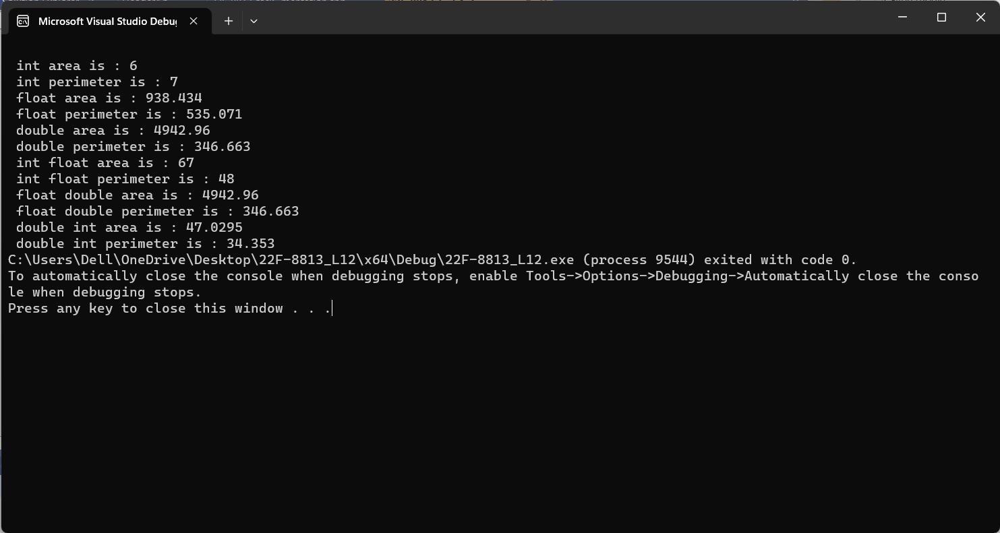 Microsoft Visual Studio Debu
int area is : 6
int perimeter is : 7
float area is : 938.434
float perimeter is : 535.071
double area is : 4942.96
double perimeter is : 346.663
int float area is : 67
int float perimeter is : 48
float double area is : 4942.96
float double perimeter is : 346.663
double int area is : 47.0295
double int perimeter is : 34.353
C:\Users\Dell\OneDrive\Desktop\22F-8813_L12\x64\Debug\22F-8813_L12.exe (process 9544) exited with code 0.
To automatically close the console when debugging stops, enable Tools->Options->Debugging->Automatically close the conso
le when debugging stops.
Press any key to close this window . . .